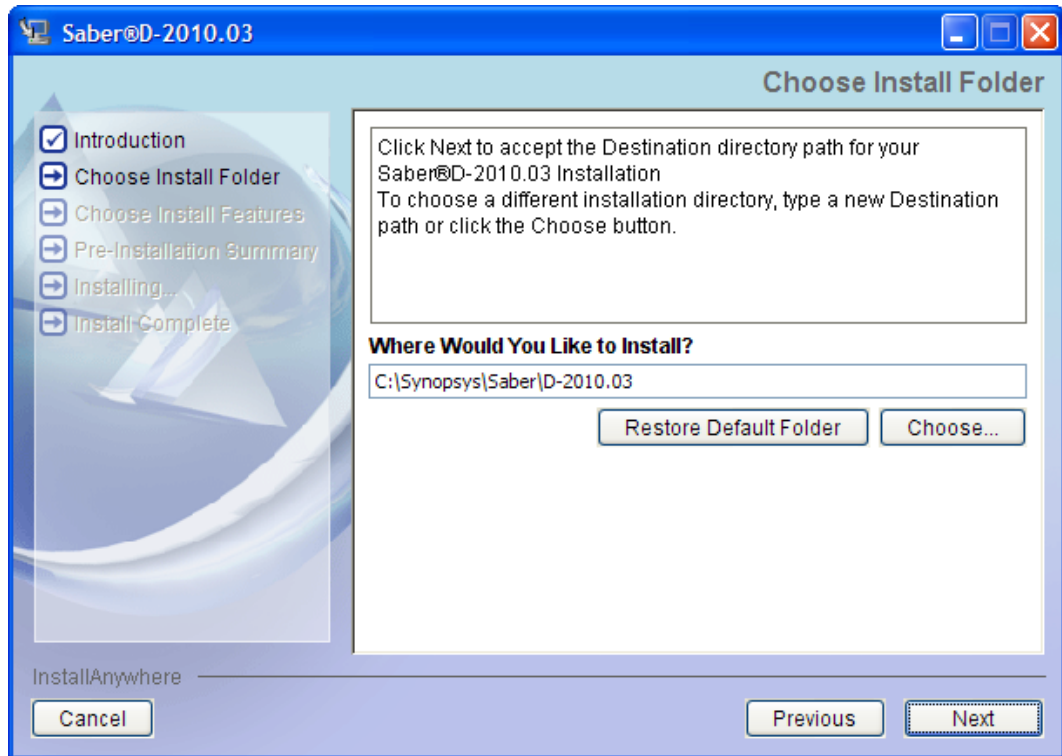 Saber®D-2010.03
Choose Install Folder
Introduction
Choose Install Folder
Choose Install Features
Pre-Installation Summary
Installing...
Install Complete
Click Next to accept the Destination directory path for your
Saber®D-2010.03 Installation
To choose a different installation directory, type a new Destination
path or click the Choose button.
Where Would You Like to Install?
C:\Synopsys\Saber\D-2010.03
Restore Default Folder
Choose...
InstallAnywhere
Cancel
Previous
Next